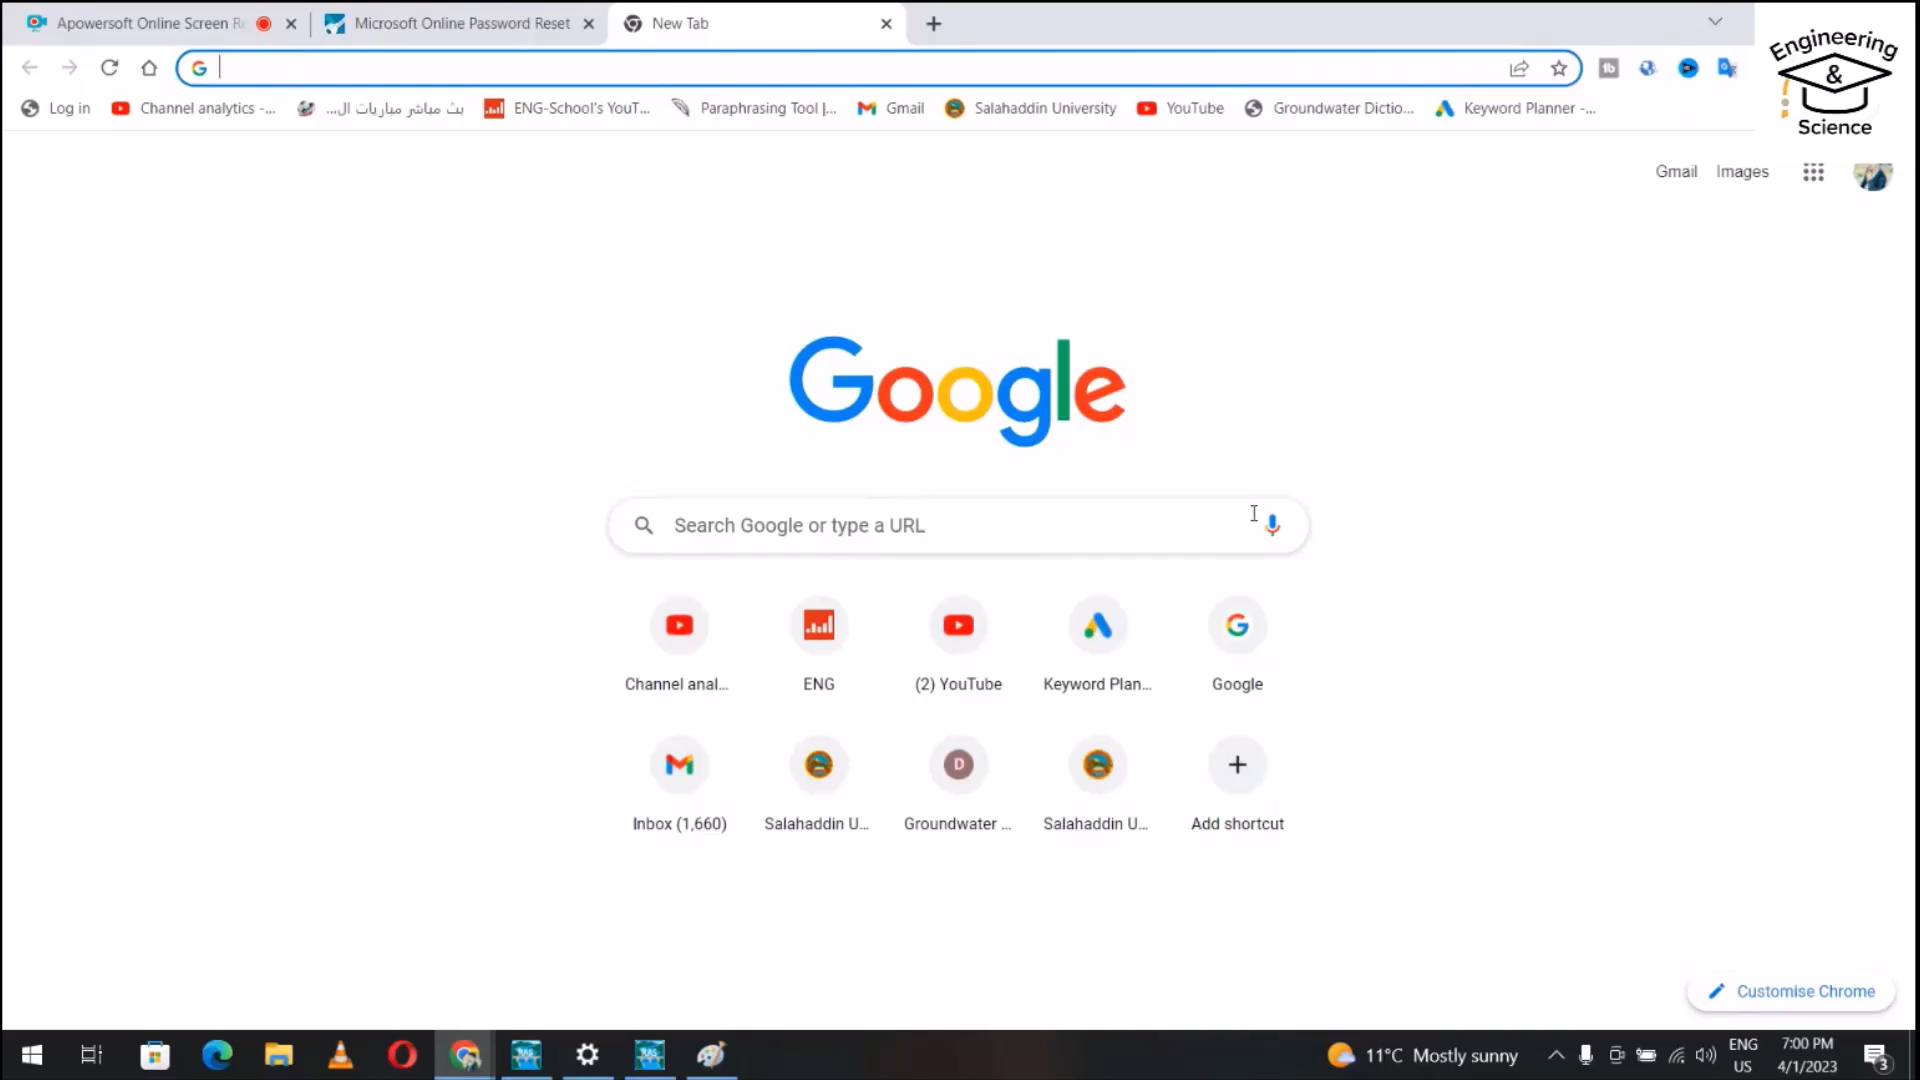 Apowersoft Online Screen Re
Microsoft Online Password Reset
New Tab
Engineering
&
Science
Log in
Channel analytics -...
بث مباشر مباريات ال...
ENG-School's YouT...
Paraphrasing Tool |...
Gmail
Salahaddin University
YouTube
Groundwater Dictio...
Keyword Planner -...
Gmail
Images
Google
Search Google or type a URL
Channel anal...
ENG
(2) YouTube
Keyword Plan...
Google
D
Inbox (1,660)
Salahaddin U...
Groundwater ...
Salahaddin U...
Add shortcut
Customise Chrome
11°C Mostly sunny
ENG
US
7:00 PM
4/1/2023
3